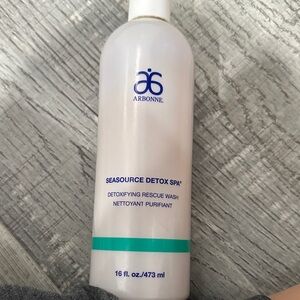 ARBONNE.
SEASOURCE DETOX SPA®
DETOXIFYING RESCUE WASH
NETTOYANT PURIFIANT
16 fl. oz./473 ml